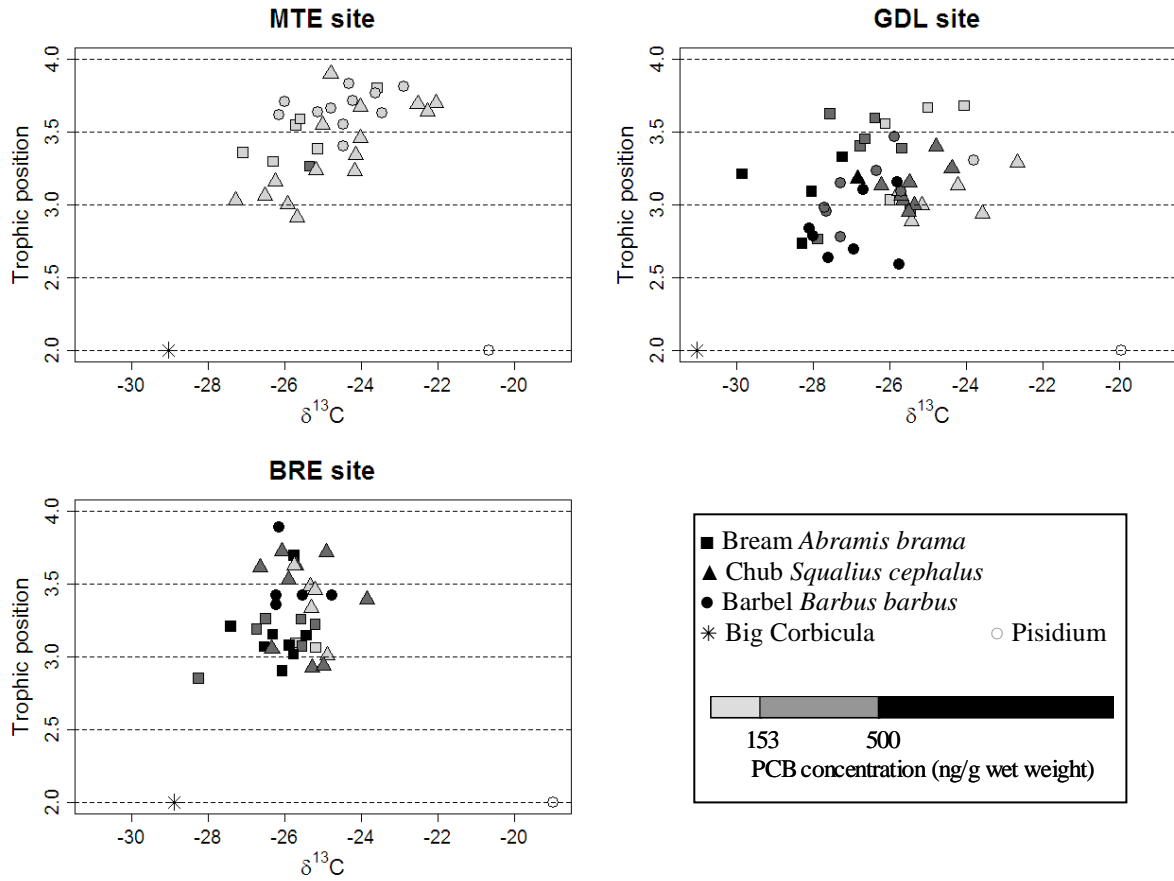 MTE site
Trophic position
4.0
3.5
3.0
2.5
2.0
-30 -28 -26 -24 -22 -20
δ13C
GDL site
Trophic position
4.0
3.5
3.0
2.5
2.0
-30 -28 -26 -24 -22 -20
δ13C
BRE site
Trophic position
4.0
3.5
3.0
2.5
2.0
-30 -28 -26 -24 -22 -20
δ13C
Bream Abramis brama
Chub Squalius cephalus
Barbel Barbus barbus
Big Corbicula Pisidium
153 500
PCB concentration (ng/g wet weight)